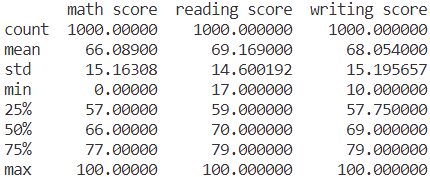 math score reading score writing score
count 1000.00000 1000.000000 1000.000000
mean 66.08900 69.169000 68.054000
std 15.16308 14.600192 15.195657
min 0.00000 17.000000 10.000000
25% 57.00000 59.000000 57.750000
50% 66.00000 70.000000 69.000000
75% 77.00000 79.000000 79.000000
max 100.00000 100.000000 100.000000